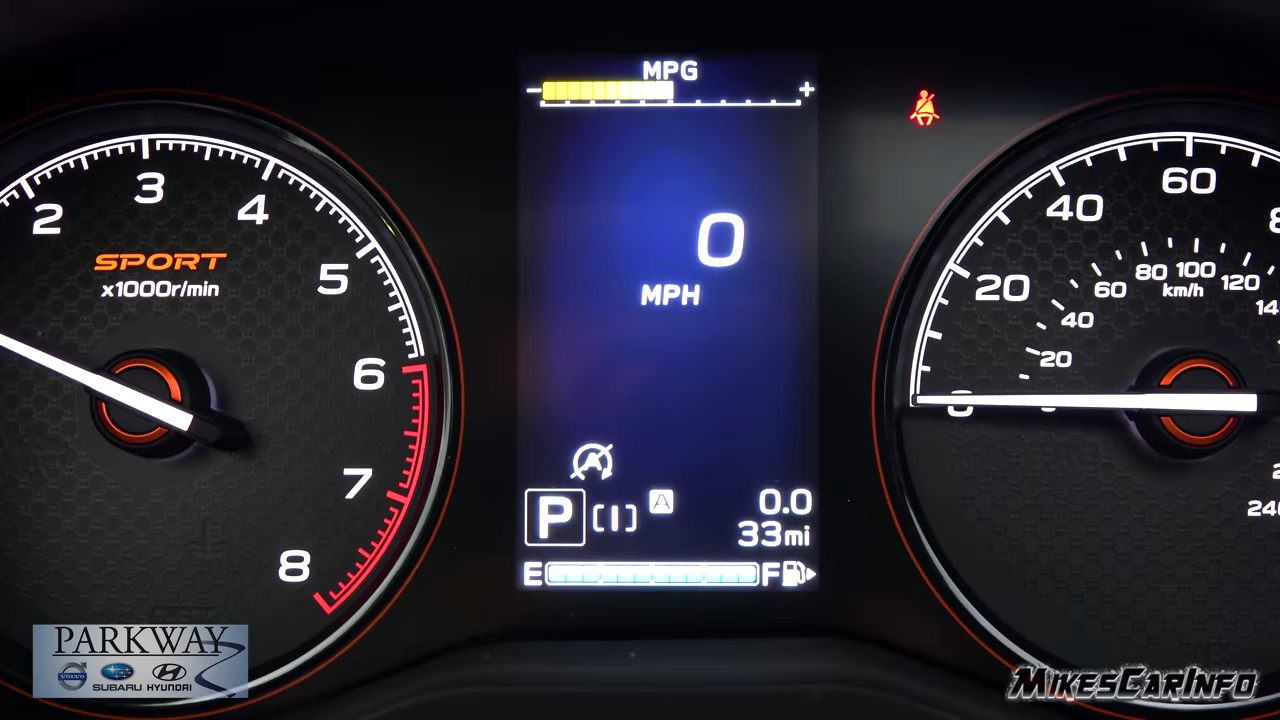 MPG
- +
2 3 4 5 6 7 8
SPORT
x1000r/min
0
MPH
A
P [I] A
0.0
33mi
E F
20 40 60
0
20 40 60 80 100 120
km/h
PARKWAY
VOLVO SUBARU HYUNDAI
MIKESCARINFO